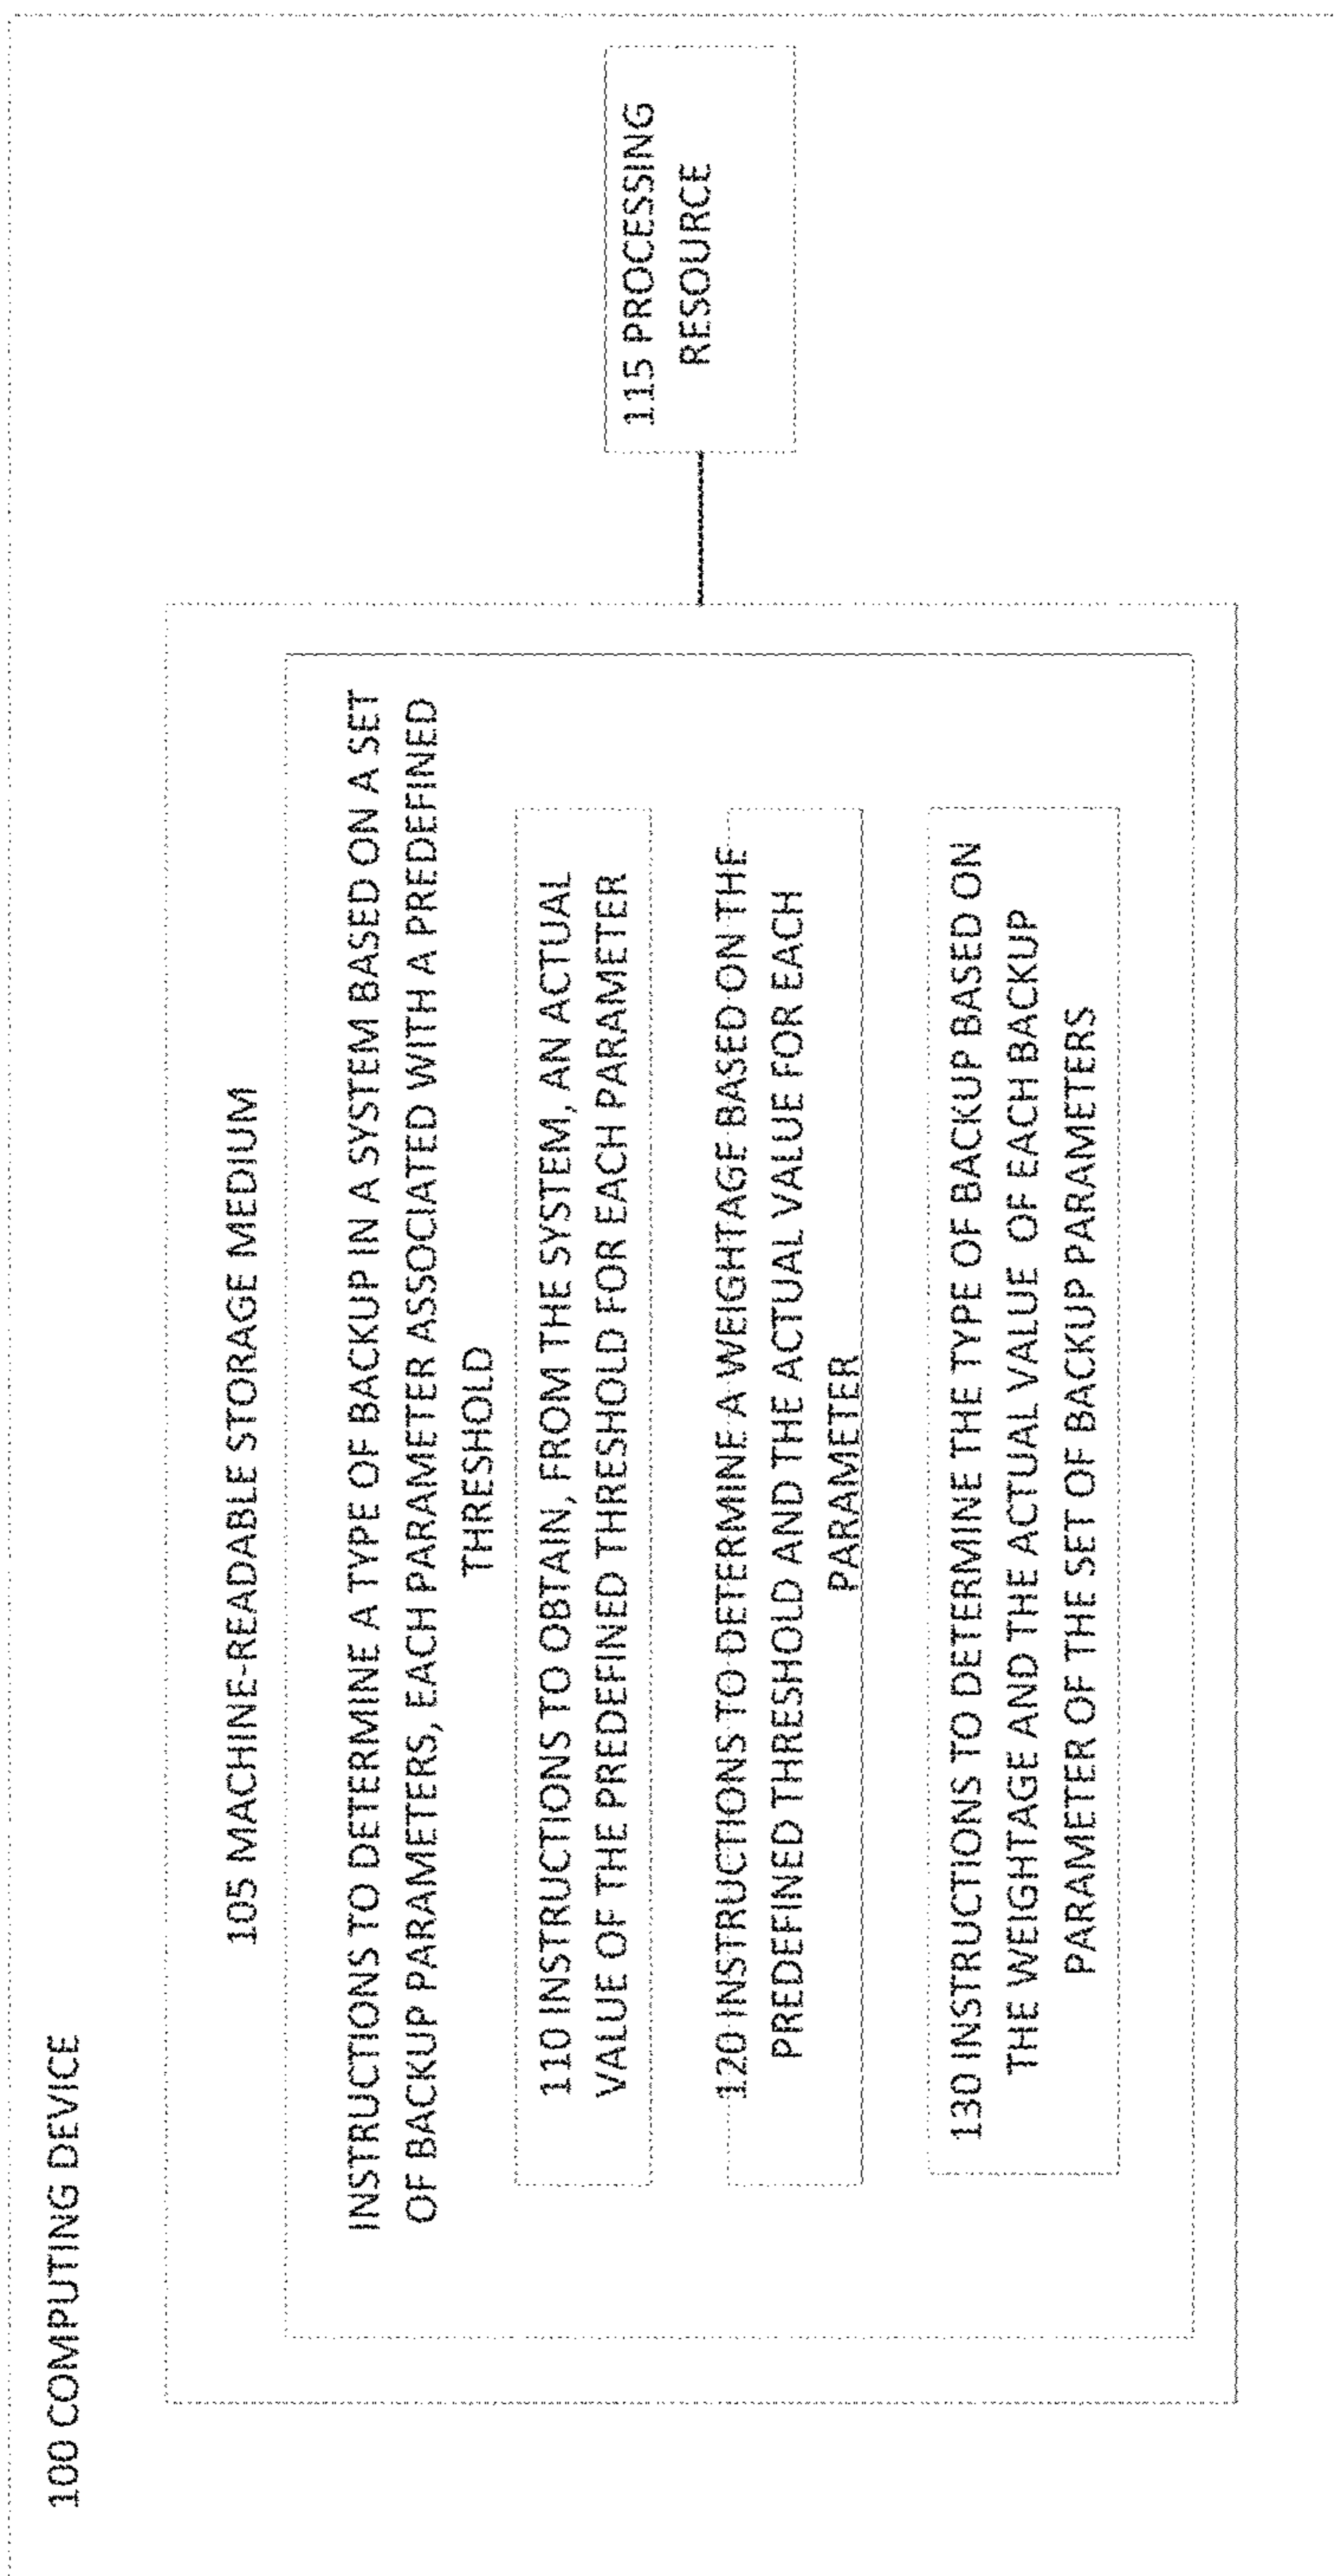 100 COMPUTING DEVICE
105 MACHINE-READABLE STORAGE MEDIUM
INSTRUCTIONS TO DETERMINE A TYPE OF BACKUP IN A SYSTEM BASED ON A SET
OF BACKUP PARAMETERS, EACH PARAMETER ASSOCIATED WITH A PREDEFINED
THRESHOLD
110 INSTRUCTIONS TO OBTAIN, FROM THE SYSTEM, AN ACTUAL
VALUE OF THE PREDEFINED THRESHOLD FOR EACH PARAMETER
120 INSTRUCTIONS TO DETERMINE A WEIGHTAGE BASED ON THE
PREDEFINED THRESHOLD AND THE ACTUAL VALUE FOR EACH
PARAMETER
130 INSTRUCTIONS TO DETERMINE THE TYPE OF BACKUP BASED ON
THE WEIGHTAGE AND THE ACTUAL VALUE OF EACH BACKUP
PARAMETER OF THE SET OF BACKUP PARAMETERS
115 PROCESSING
RESOURCE